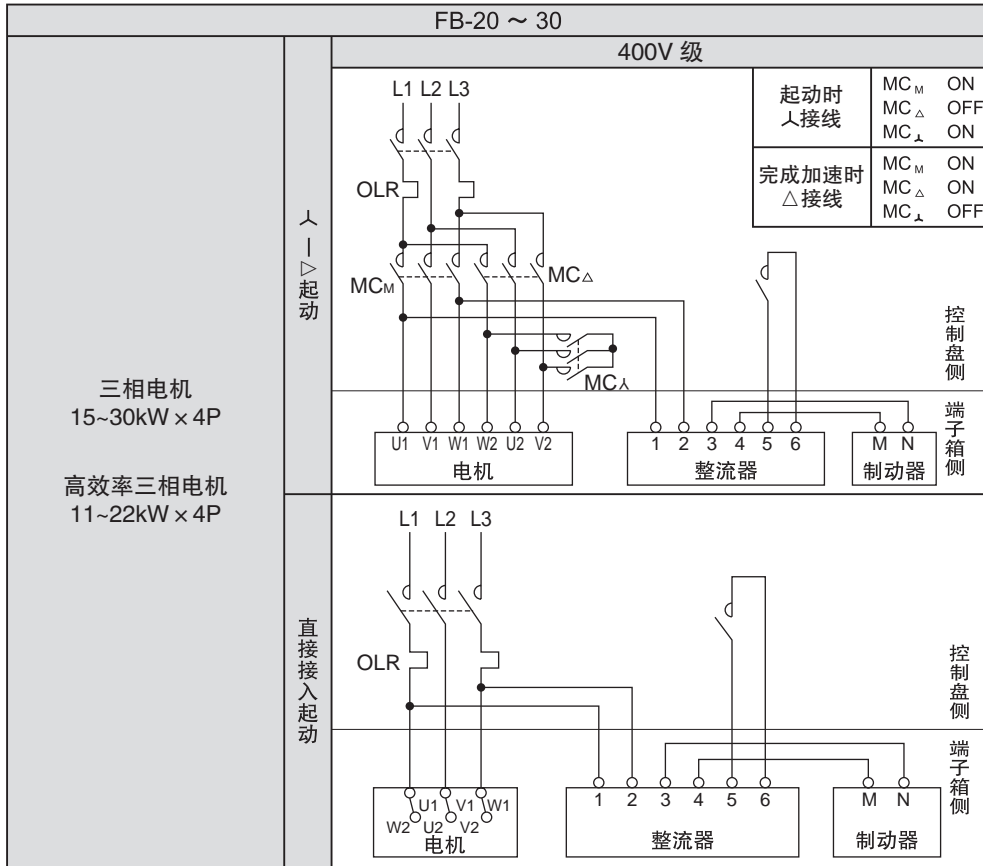 FB-20 ～ 30
400V 级
三相电机
15~30kW × 4P
高效率三相电机
11~22kW × 4P
人—▷起动
L1 L2 L3
OLR
MCM
MC△
MC人
起动时
人接线
MCM ON
MC△ OFF
MC人 ON
完成加速时
△接线
MCM ON
MC△ ON
MC人 OFF
控制盘侧
端子箱侧
U1 V1 W1 W2 U2 V2
电机
1 2 3 4 5 6
整流器
M N
制动器
直接接入起动
L1 L2 L3
OLR
控制盘侧
端子箱侧
U1 V1 W1
W2 U2 V2
电机
1 2 3 4 5 6
整流器
M N
制动器